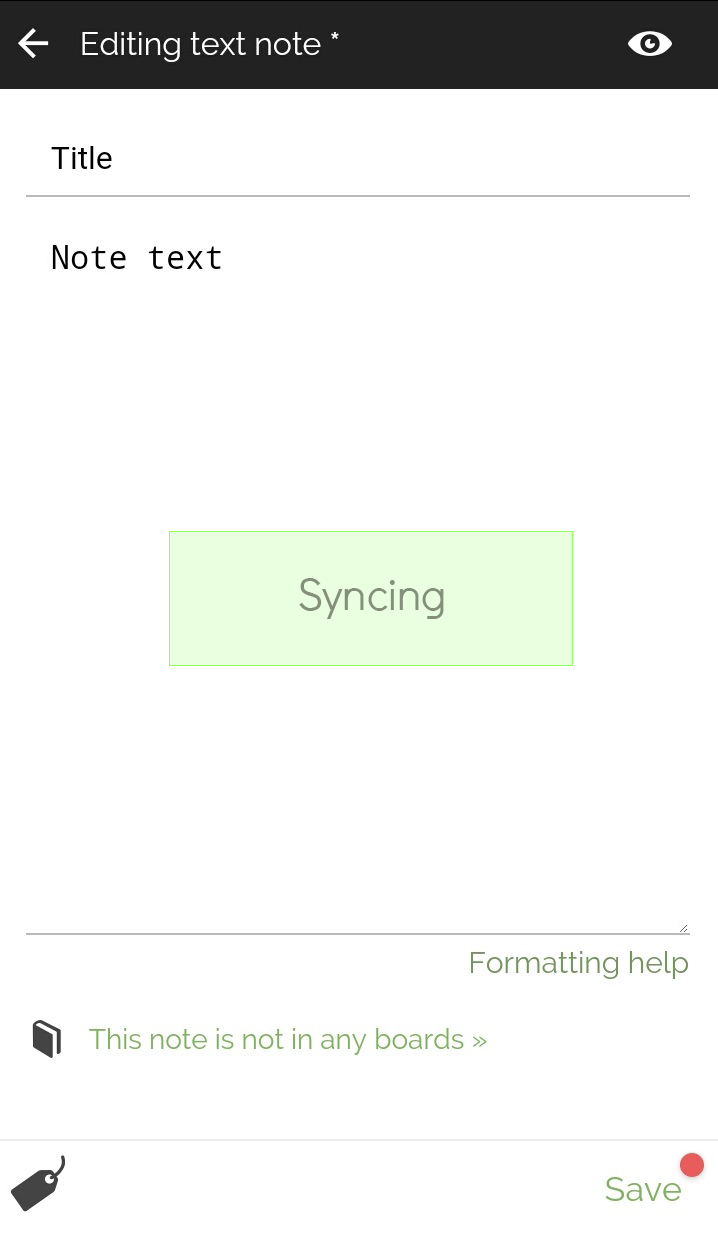 Editing text note *
Title
Note text
Syncing
Formatting help
This note is not in any boards »
Save